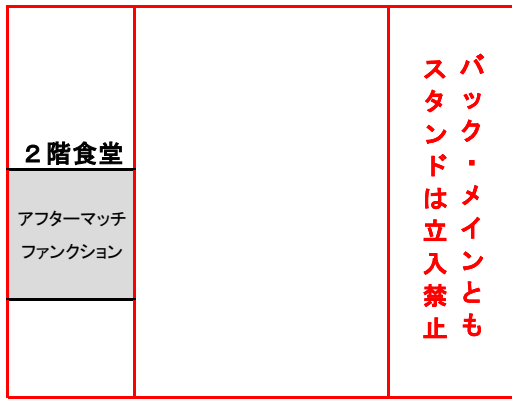 ２階食堂
アフターマッチ
ファンクション
バック・メインとも
スタンドは立入禁止